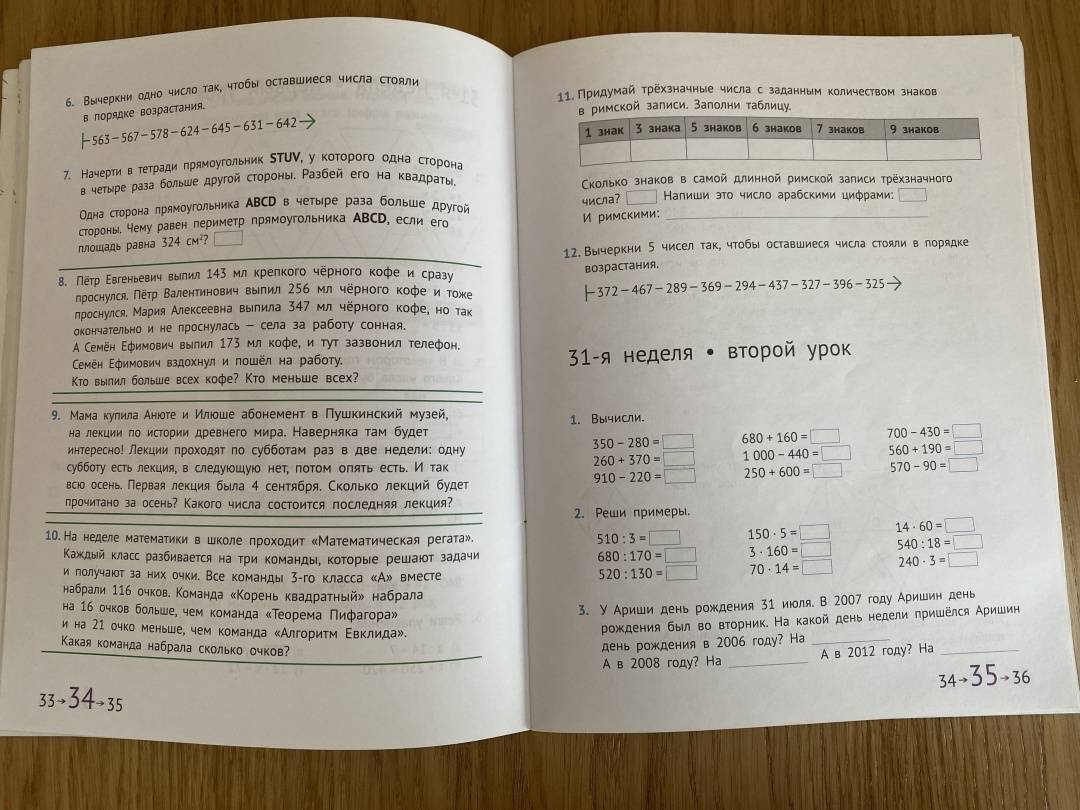 6. Вычеркни одно число так, чтобы оставшиеся числа стояли
в порядке возрастания.
563 – 567 – 578 – 624 – 645 – 631 – 642
7. Начерти в тетради прямоугольник STUV, у которого одна сторона
в четыре раза больше другой стороны. Разбей его на квадраты.
Одна сторона прямоугольника ABCD в четыре раза больше другой
стороны. Чему равен периметр прямоугольника ABCD, если его
площадь равна 324 см²?
8. Пётр Евгеньевич выпил 143 мл крепкого чёрного кофе и сразу
проснулся. Пётр Валентинович выпил 256 мл чёрного кофе и тоже
проснулся. Мария Алексеевна выпила 347 мл чёрного кофе, но так
окончательно и не проснулась – села за работу сонная.
А Семён Ефимович выпил 173 мл кофе, и тут зазвонил телефон.
Семён Ефимович вздохнул и пошёл на работу.
Кто выпил больше всех кофе? Кто меньше всех?
9. Мама купила Анюте и Илюше абонемент в Пушкинский музей,
на лекции по истории древнего мира. Наверняка там будет
интересно! Лекции проходят по субботам раз в две недели: одну
субботу есть лекция, в следующую нет, потом опять есть. И так
всю осень. Первая лекция была 4 сентября. Сколько лекций будет
прочитано за осень? Какого числа состоится последняя лекция?
10. На неделе математики в школе проходит «Математическая регата».
Каждый класс разбивается на три команды, которые решают задачи
и получают за них очки. Все команды 3-го класса «А» вместе
набрали 116 очков. Команда «Корень квадратный» набрала
на 16 очков больше, чем команда «Теорема Пифагора»
и на 21 очко меньше, чем команда «Алгоритм Евклида».
Какая команда набрала сколько очков?
33→34→35
11. Придумай трёхзначные числа с заданным количеством знаков
в римской записи. Заполни таблицу.
1 знак 3 знака 5 знаков 6 знаков 7 знаков 9 знаков
Сколько знаков в самой длинной римской записи трёхзначного
числа? Напиши это число арабскими цифрами:
И римскими:
12. Вычеркни 5 чисел так, чтобы оставшиеся числа стояли в порядке
возрастания.
372 – 467 – 289 – 369 – 294 – 437 – 327 – 396 – 325
31-я неделя • второй урок
1. Вычисли.
350 – 280 = 680 + 160 = 700 – 430 =
260 + 370 = 1 000 – 440 = 560 + 190 =
910 – 220 = 250 + 600 = 570 – 90 =
2. Реши примеры.
510 : 3 = 150 · 5 = 14 · 60 =
680 : 170 = 3 · 160 = 540 : 18 =
520 : 130 = 70 · 14 = 240 · 3 =
3. У Ариши день рождения 31 июля. В 2007 году Аришин день
рождения был во вторник. На какой день недели пришёлся Аришин
день рождения в 2006 году? На
А в 2008 году? На А в 2012 году? На
34→35→36